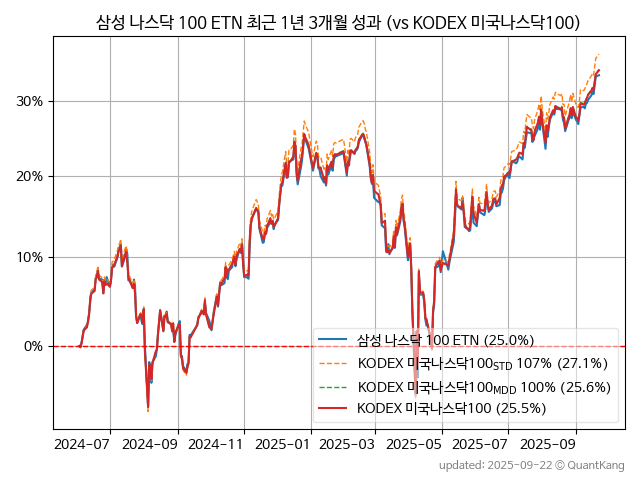 삼성 나스닥 100 ETN 최근 1년 3개월 성과 (vs KODEX 미국나스닥100)
30%
20%
10%
0%
삼성 나스닥 100 ETN (25.0%)
KODEX 미국나스닥100STD 107% (27.1%)
KODEX 미국나스닥100MDD 100% (25.6%)
KODEX 미국나스닥100 (25.5%)
2024-07 2024-09 2024-11 2025-01 2025-03 2025-05 2025-07 2025-09
updated: 2025-09-22 © QuantKang